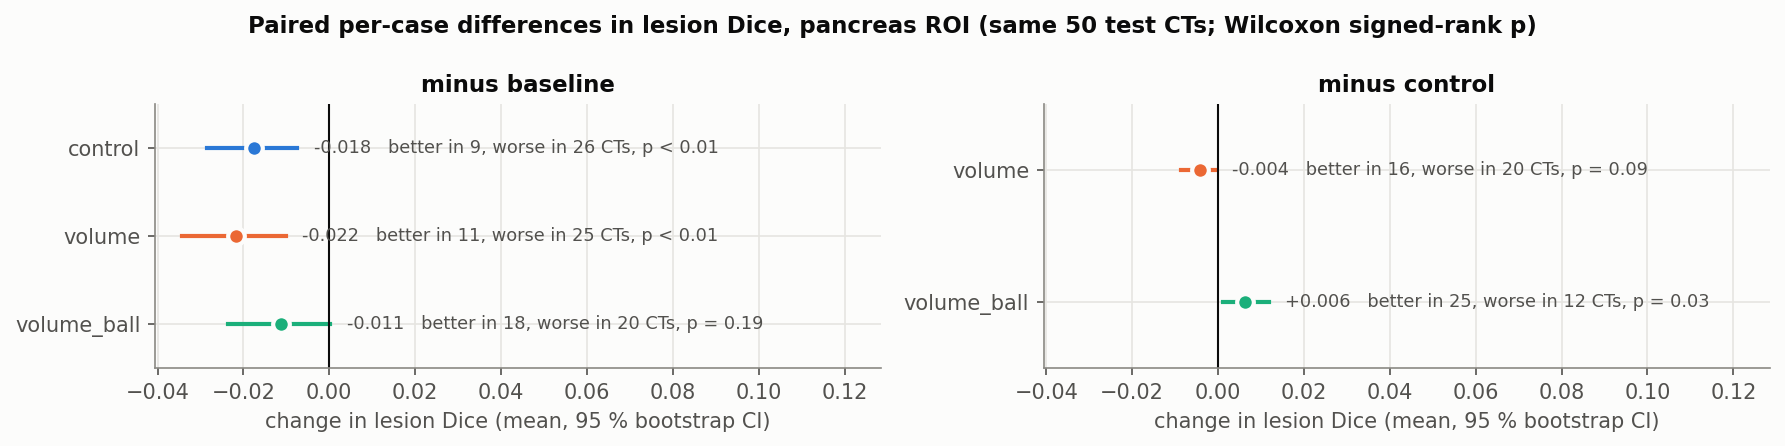 Paired per-case differences in lesion Dice, pancreas ROI (same 50 test CTs; Wilcoxon signed-rank p)
minus baseline
control
-0.018 better in 9, worse in 26 CTs, p < 0.01
volume
-0.022 better in 11, worse in 25 CTs, p < 0.01
volume_ball
-0.011 better in 18, worse in 20 CTs, p = 0.19
−0.04 −0.02 0.00 0.02 0.04 0.06 0.08 0.10 0.12
change in lesion Dice (mean, 95 % bootstrap CI)
minus control
volume
-0.004 better in 16, worse in 20 CTs, p = 0.09
volume_ball
+0.006 better in 25, worse in 12 CTs, p = 0.03
−0.04 −0.02 0.00 0.02 0.04 0.06 0.08 0.10 0.12
change in lesion Dice (mean, 95 % bootstrap CI)